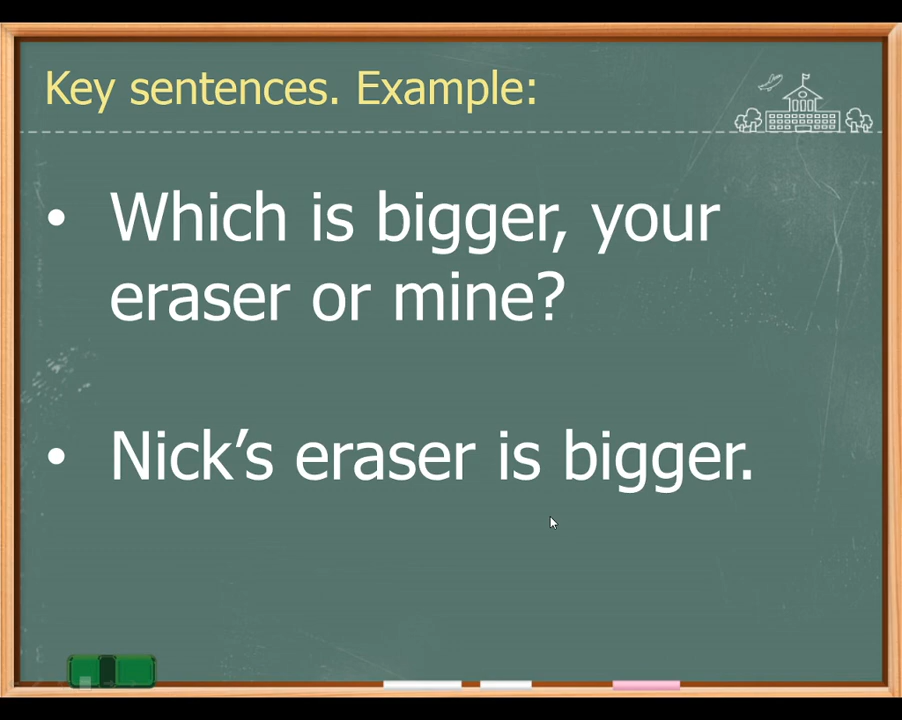 Key sentences. Example:
• Which is bigger, your
eraser or mine?
• Nick’s eraser is bigger.